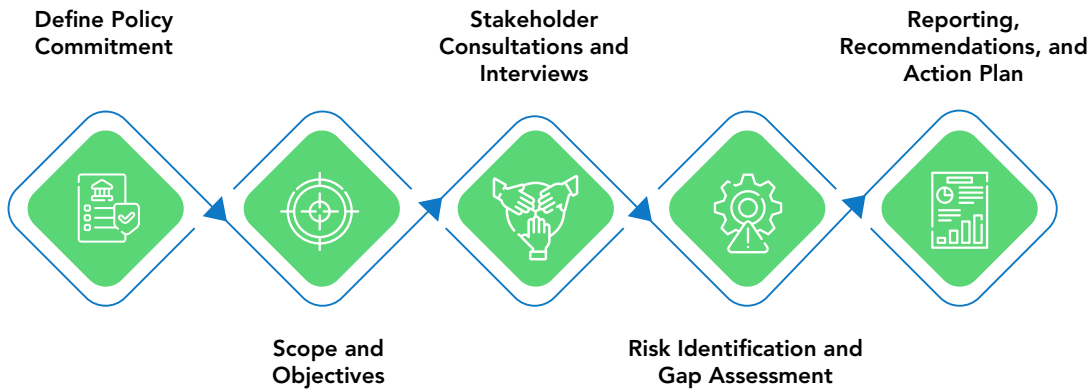 Define Policy
Commitment
Scope and
Objectives
Stakeholder
Consultations and
Interviews
Risk Identification and
Gap Assessment
Reporting,
Recommendations, and
Action Plan